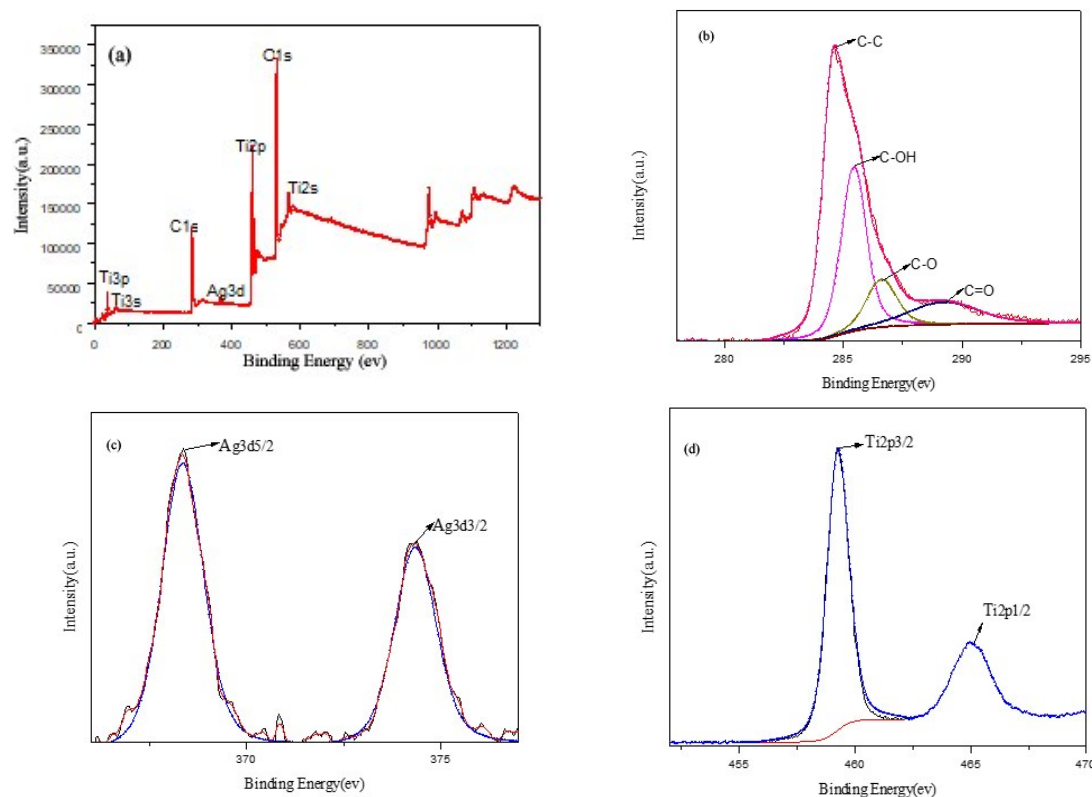 (a)
C1s
Ti2p
Ti2s
C1s
Ti3p
Ti3s
Ag3d
350000
300000
250000
200000
150000
100000
50000
0 200 400 600 800 1000 1200
Intensity(a.u.)
Binding Energy (ev)
(b)
C-C
C-OH
C-O
C=O
280 285 290 295
Intensity(a.u.)
Binding Energy(ev)
(c)
Ag3d5/2
Ag3d3/2
370 375
Intensity(a.u.)
Binding Energy(ev)
(d)
Ti2p3/2
Ti2p1/2
455 460 465 470
Intensity(a.u.)
Binding Energy(ev)